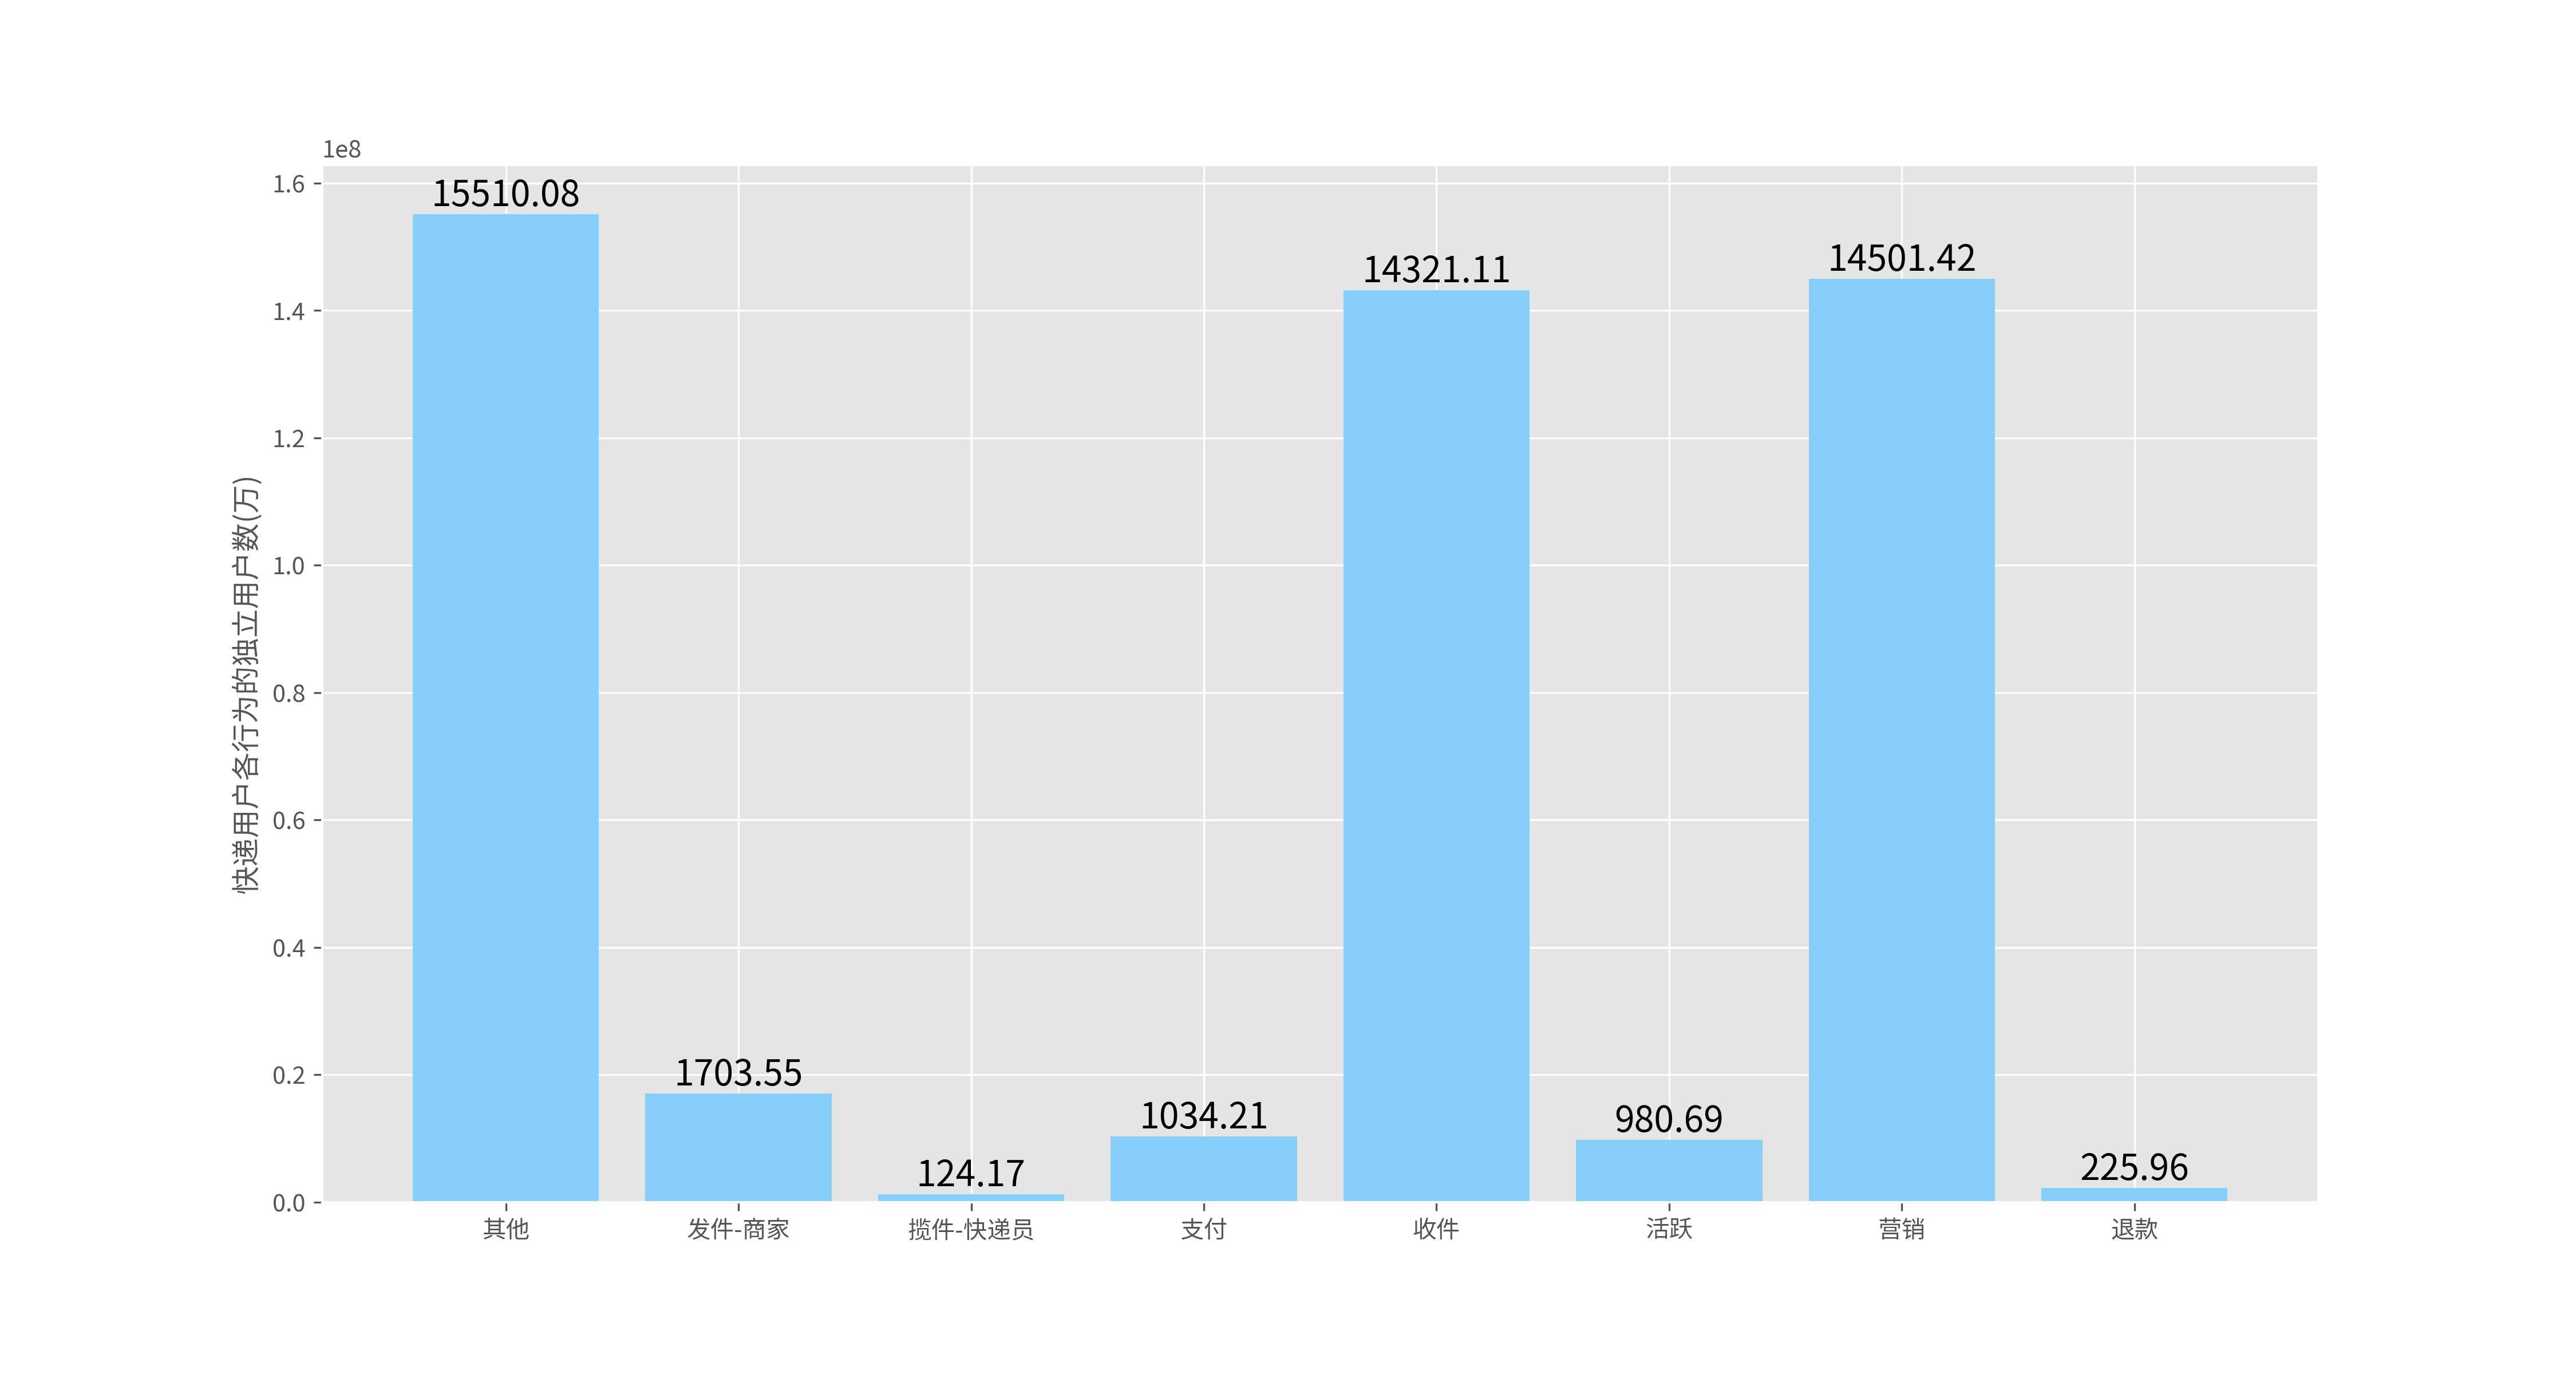 1e8
1.6
1.4
1.2
1.0
0.8
0.6
0.4
0.2
0.0
快递用户各行为的独立用户数(万)
15510.08
1703.55
124.17
1034.21
14321.11
980.69
14501.42
225.96
其他
发件-商家
揽件-快递员
支付
收件
活跃
营销
退款